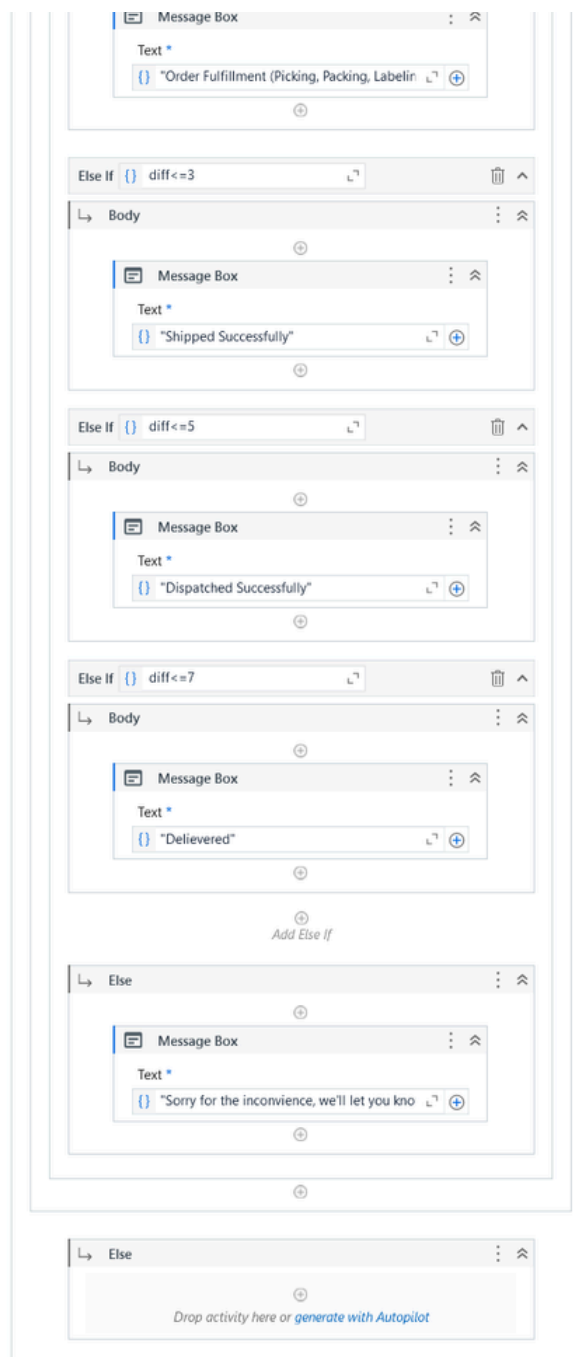 Message Box
Text *
{} "Order Fulfillment (Picking, Packing, Labelin
Else If {} diff<=3
Body
Message Box
Text *
{} "Shipped Successfully"
Else If {} diff<=5
Body
Message Box
Text *
{} "Dispatched Successfully"
Else If {} diff<=7
Body
Message Box
Text *
{} "Delievered"
Add Else If
Else
Message Box
Text *
{} "Sorry for the inconvience, we'll let you kno
Else
Drop activity here or generate with Autopilot